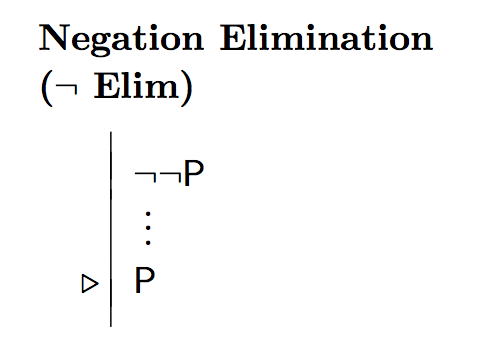 Negation Elimination
(¬ Elim)
¬¬P
⋮
▷ P